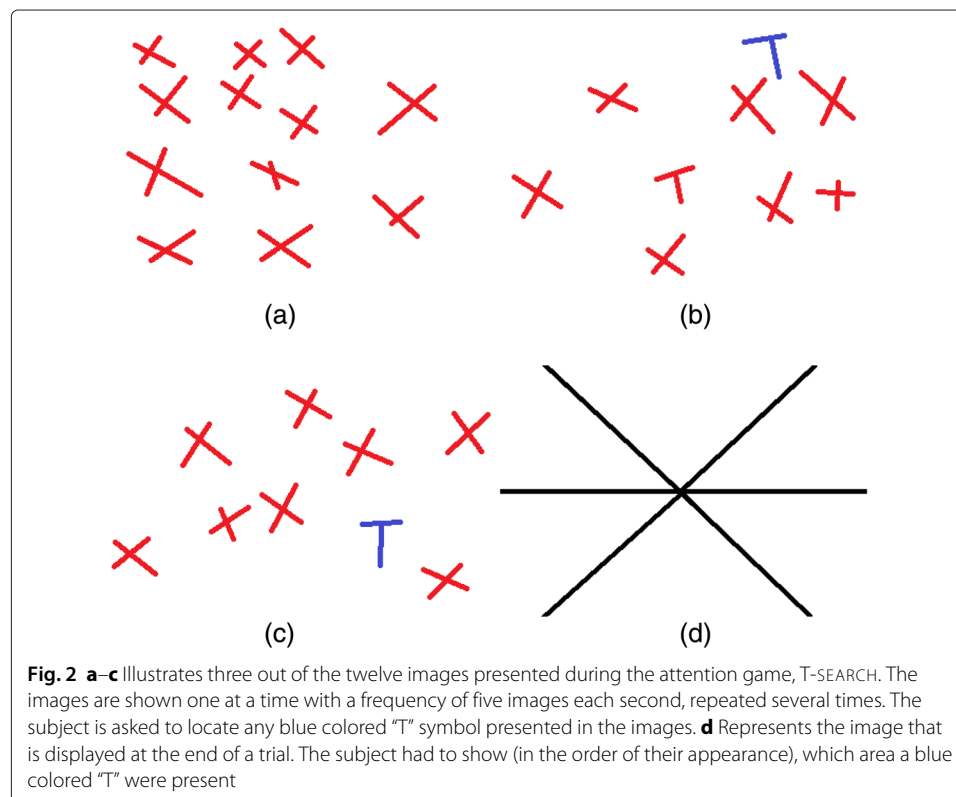 (a)
(b)
(c)
(d)
Fig. 2 a–c Illustrates three out of the twelve images presented during the attention game, T-SEARCH. The
images are shown one at a time with a frequency of five images each second, repeated several times. The
subject is asked to locate any blue colored “T” symbol presented in the images. d Represents the image that
is displayed at the end of a trial. The subject had to show (in the order of their appearance), which area a blue
colored “T” were present